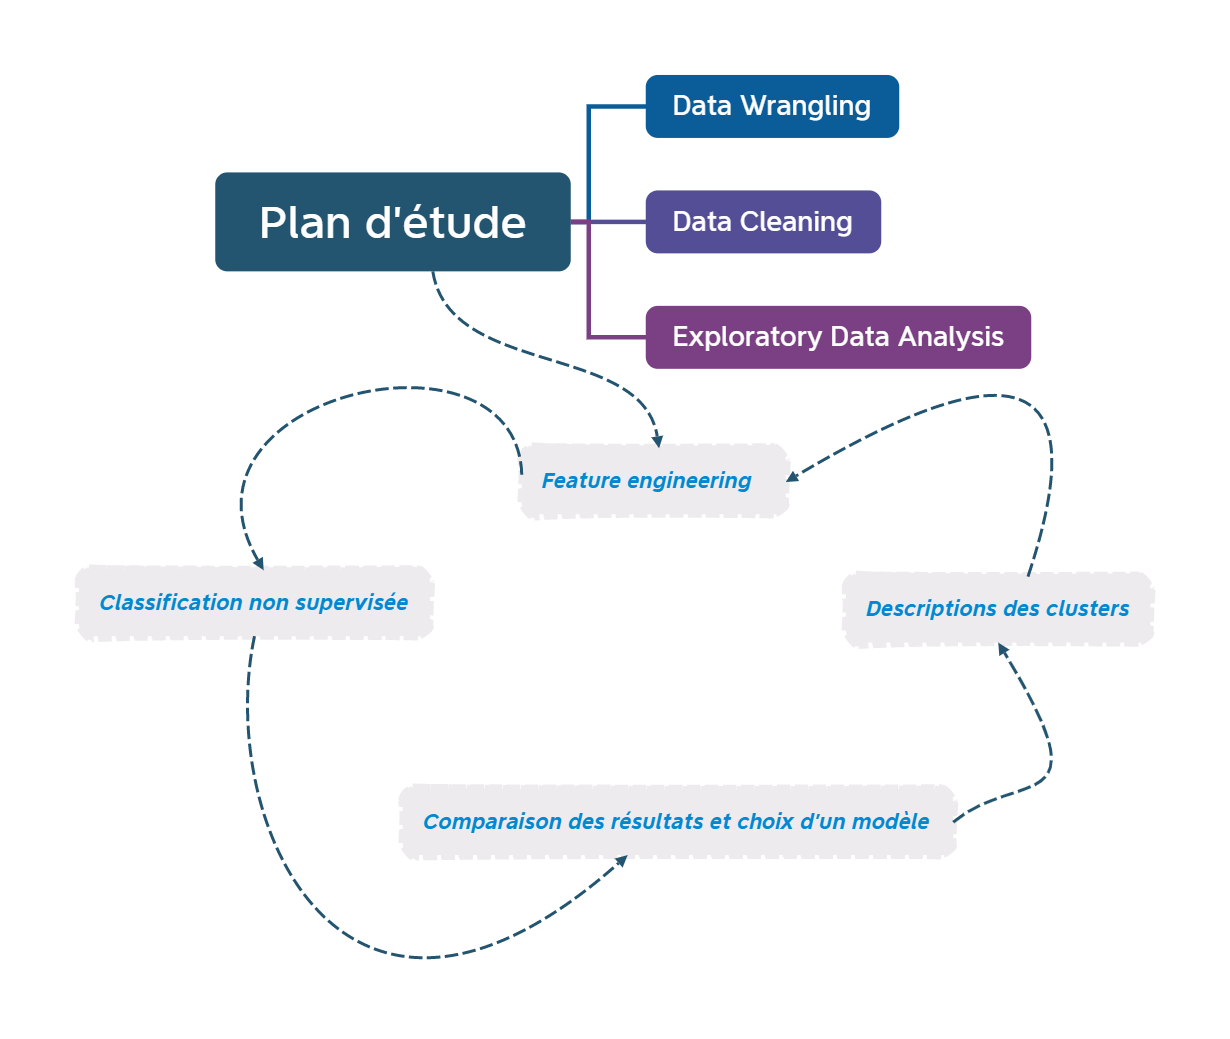 Data Wrangling
Plan d'étude
Data Cleaning
Exploratory Data Analysis
Feature engineering
Classification non supervisée
Descriptions des clusters
Comparaison des résultats et choix d'un modèle